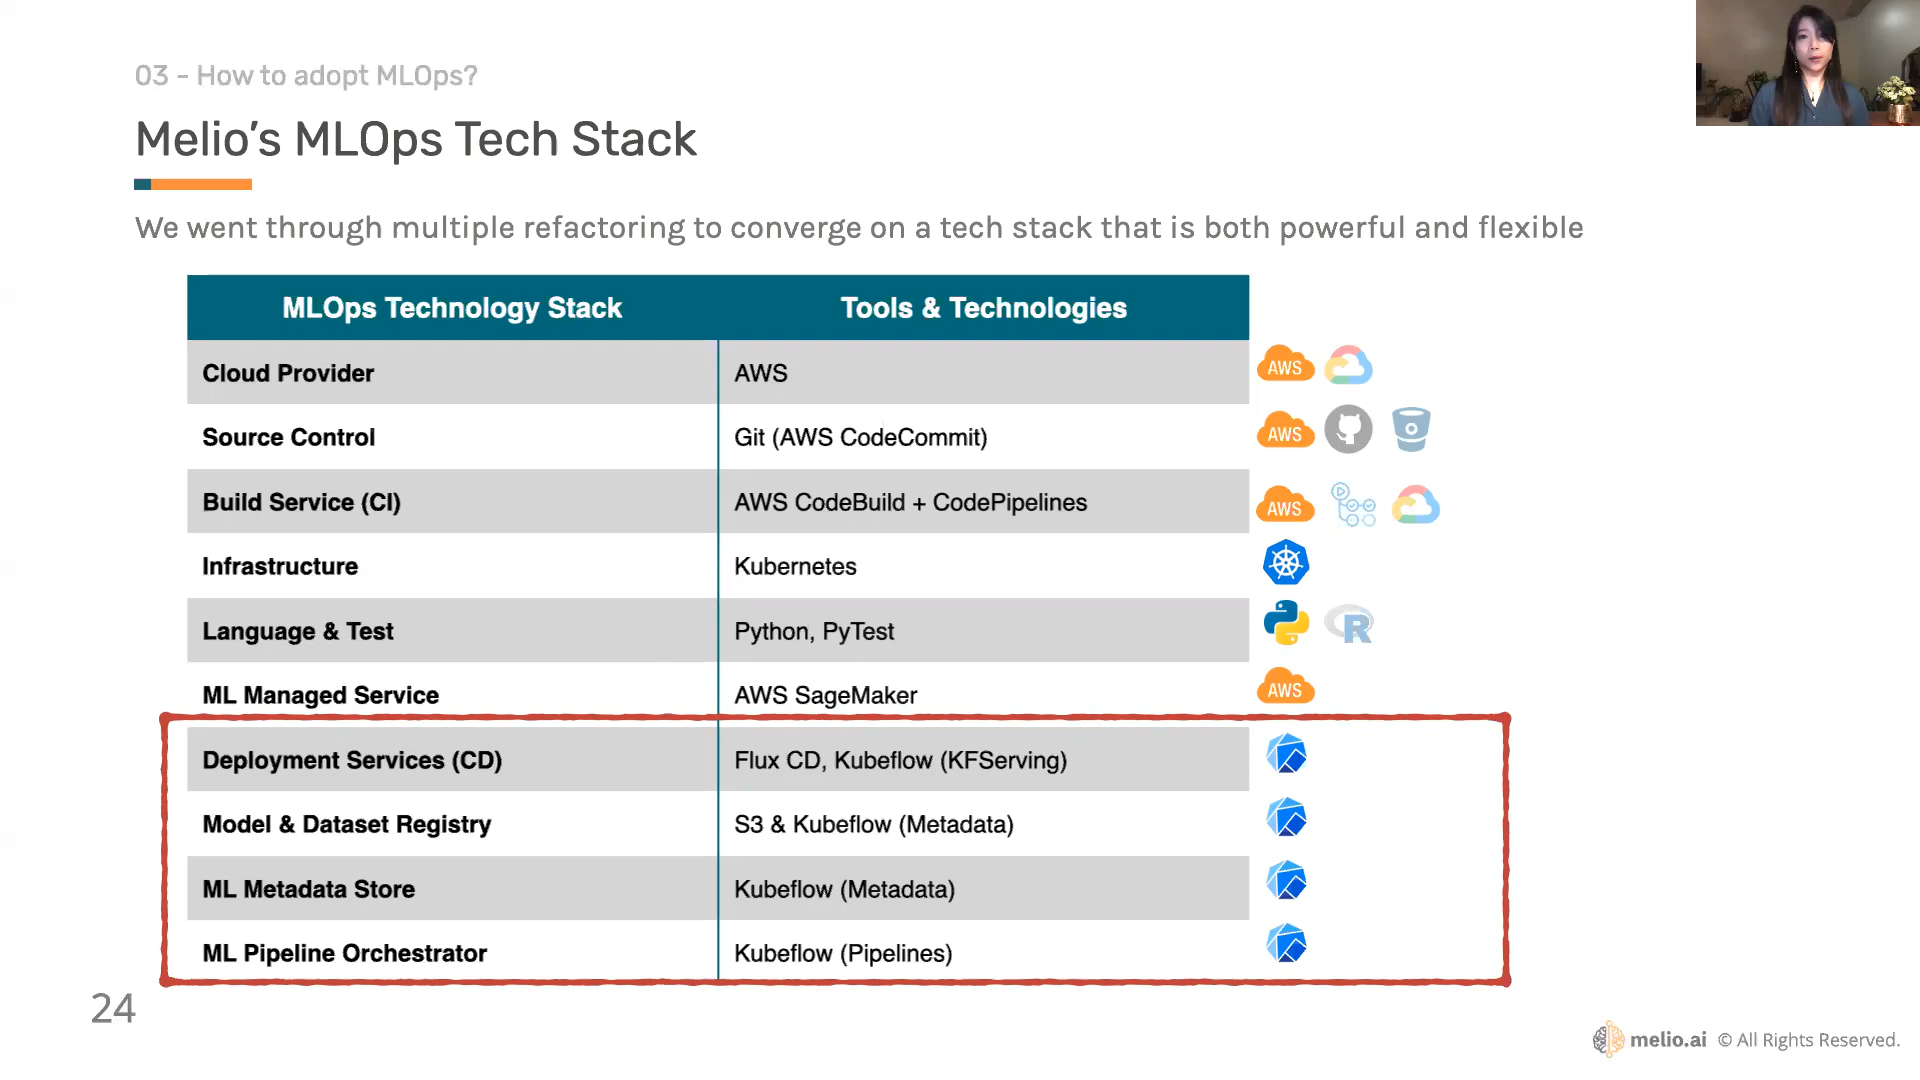 03 - How to adopt MLOps?
Melio's MLOps Tech Stack
We went through multiple refactoring to converge on a tech stack that is both powerful and flexible
MLOps Technology Stack Tools & Technologies
Cloud Provider AWS AWS
Source Control Git (AWS CodeCommit) AWS
Build Service (CI) AWS CodeBuild + CodePipelines AWS
Infrastructure Kubernetes
Language & Test Python, PyTest R
ML Managed Service AWS SageMaker AWS
Deployment Services (CD) Flux CD, Kubeflow (KFServing)
Model & Dataset Registry S3 & Kubeflow (Metadata)
ML Metadata Store Kubeflow (Metadata)
ML Pipeline Orchestrator Kubeflow (Pipelines)
24
melio.ai © All Rights Reserved.